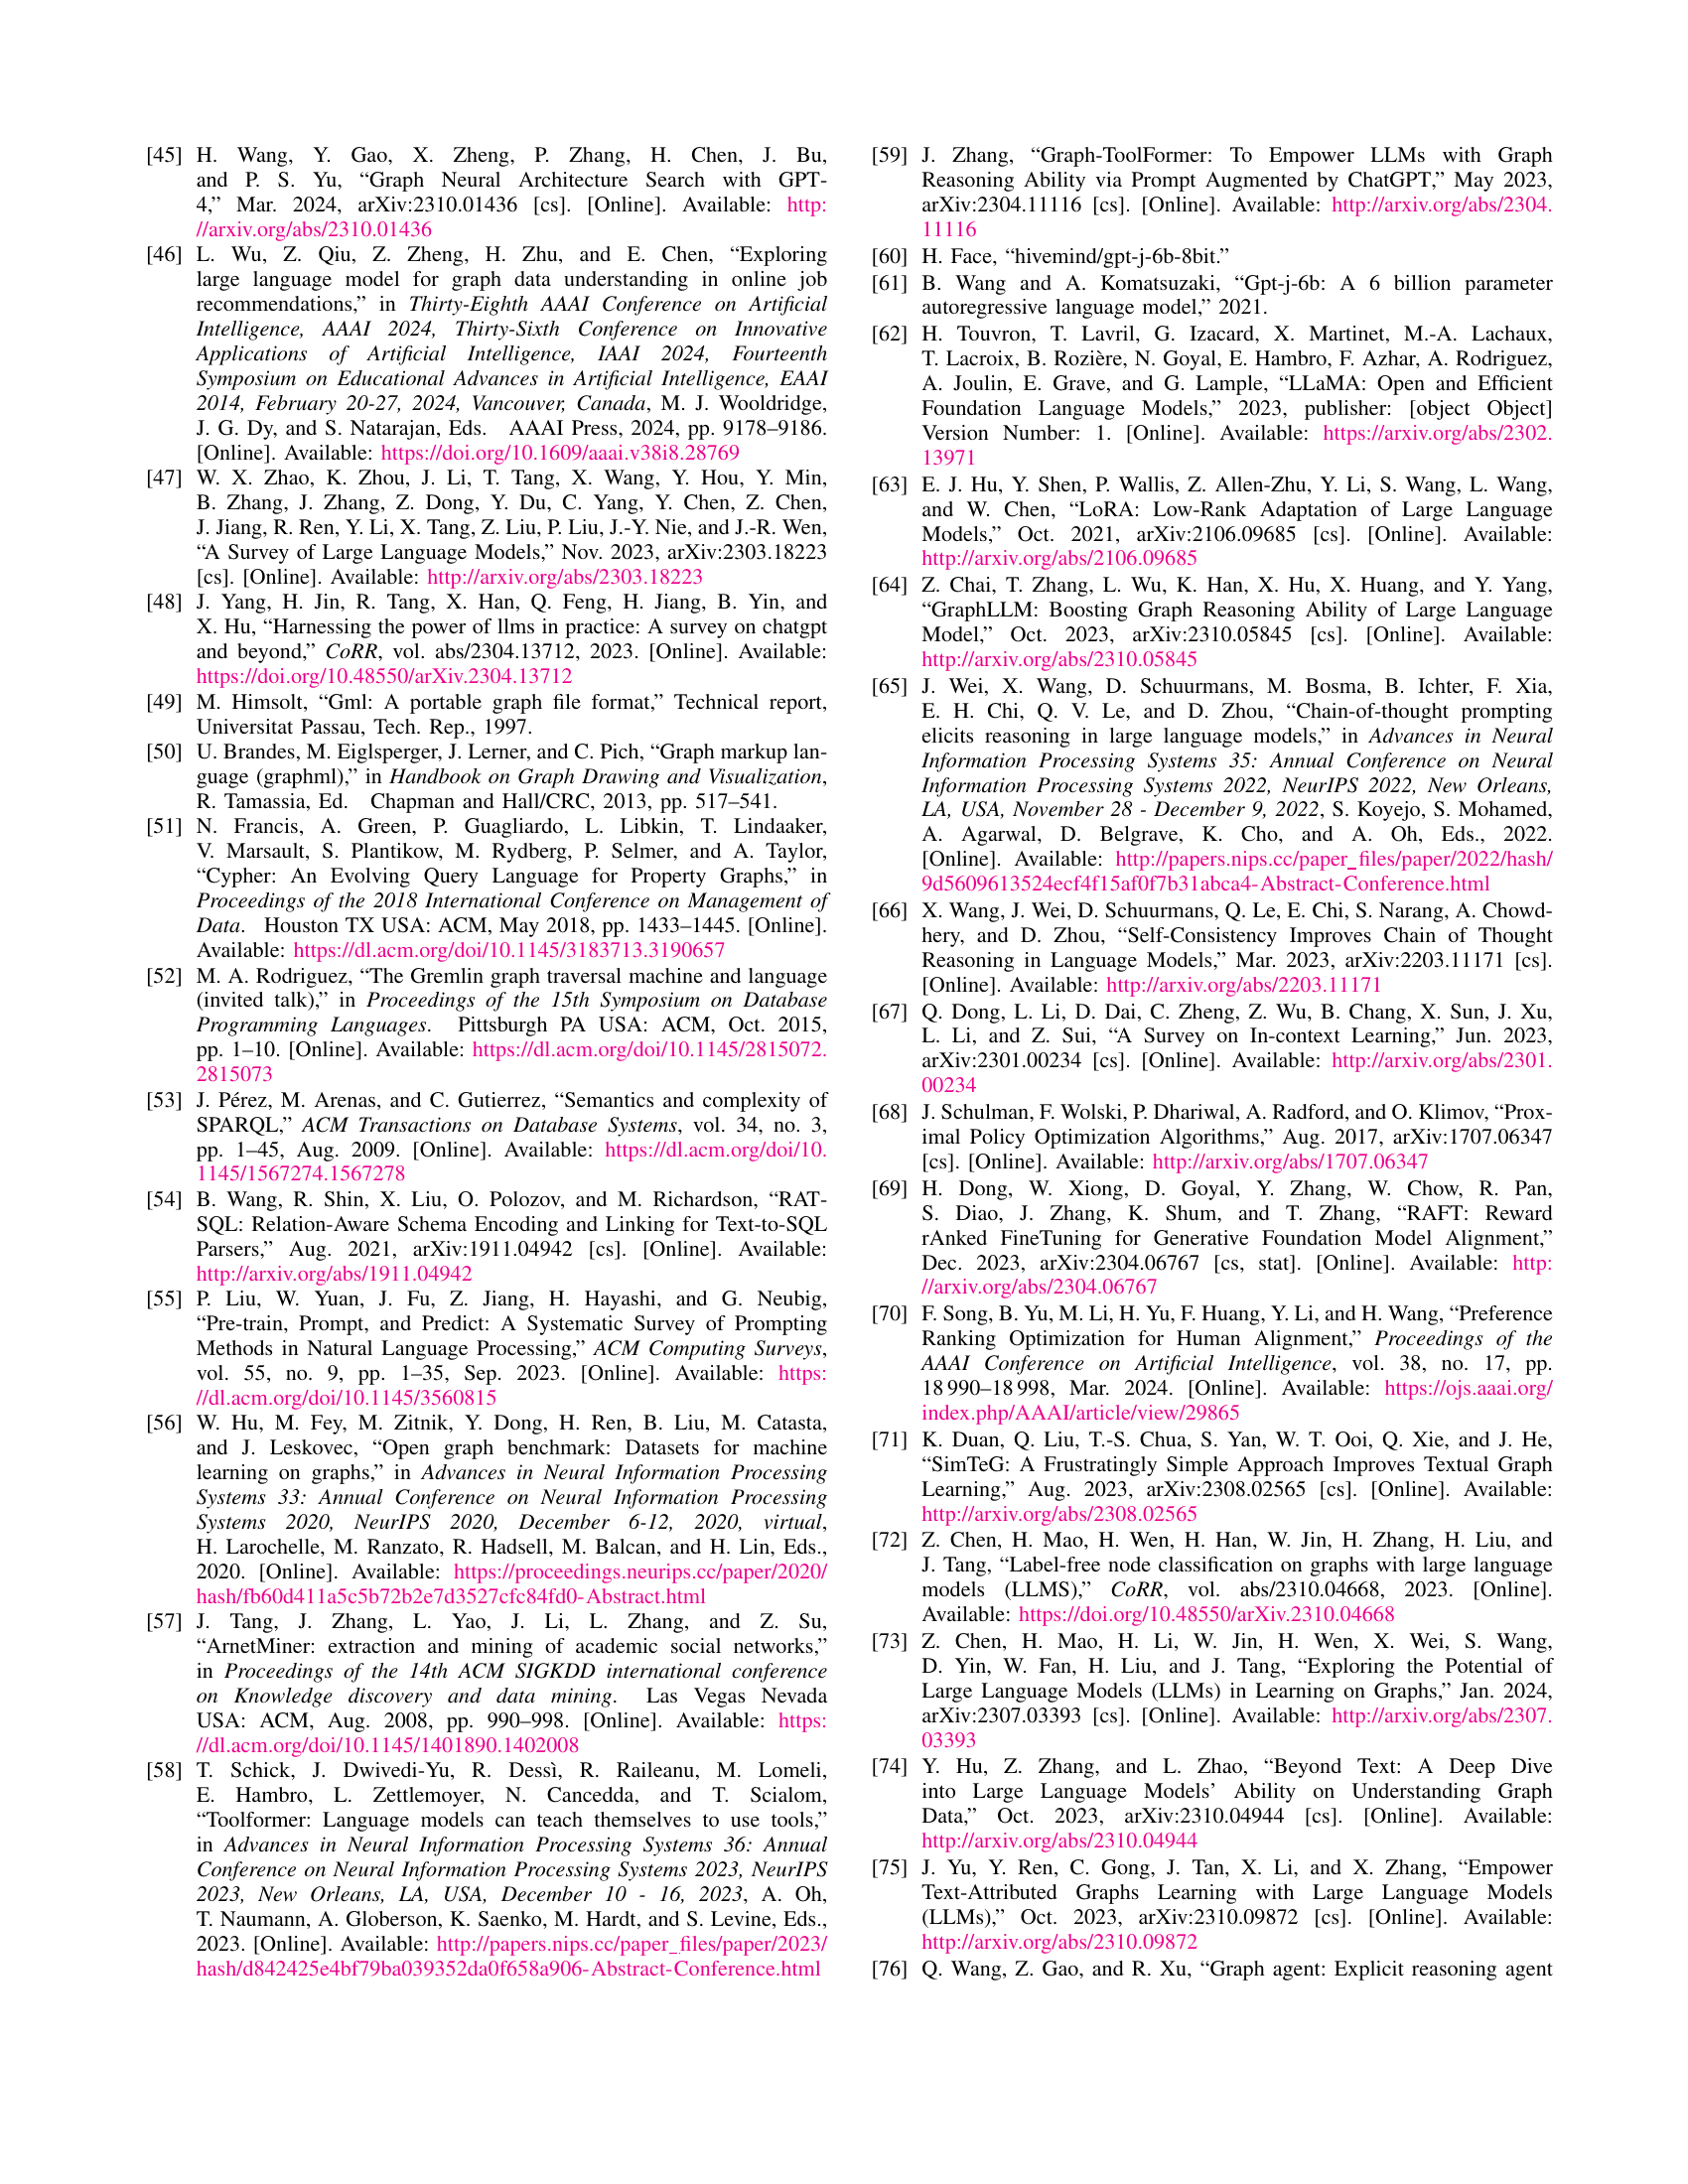 [45] H. Wang, Y. Gao, X. Zheng, P. Zhang, H. Chen, J. Bu,
and P. S. Yu, “Graph Neural Architecture Search with GPT-
4,” Mar. 2024, arXiv:2310.01436 [cs]. [Online]. Available: http:
//arxiv.org/abs/2310.01436
[46] L. Wu, Z. Qiu, Z. Zheng, H. Zhu, and E. Chen, “Exploring
large language model for graph data understanding in online job
recommendations,” in Thirty-Eighth AAAI Conference on Artificial
Intelligence, AAAI 2024, Thirty-Sixth Conference on Innovative
Applications of Artificial Intelligence, IAAI 2024, Fourteenth
Symposium on Educational Advances in Artificial Intelligence, EAAI
2014, February 20-27, 2024, Vancouver, Canada, M. J. Wooldridge,
J. G. Dy, and S. Natarajan, Eds. AAAI Press, 2024, pp. 9178–9186.
[Online]. Available: https://doi.org/10.1609/aaai.v38i8.28769
[47] W. X. Zhao, K. Zhou, J. Li, T. Tang, X. Wang, Y. Hou, Y. Min,
B. Zhang, J. Zhang, Z. Dong, Y. Du, C. Yang, Y. Chen, Z. Chen,
J. Jiang, R. Ren, Y. Li, X. Tang, Z. Liu, P. Liu, J.-Y. Nie, and J.-R. Wen,
“A Survey of Large Language Models,” Nov. 2023, arXiv:2303.18223
[cs]. [Online]. Available: http://arxiv.org/abs/2303.18223
[48] J. Yang, H. Jin, R. Tang, X. Han, Q. Feng, H. Jiang, B. Yin, and
X. Hu, “Harnessing the power of llms in practice: A survey on chatgpt
and beyond,” CoRR, vol. abs/2304.13712, 2023. [Online]. Available:
https://doi.org/10.48550/arXiv.2304.13712
[49] M. Himsolt, “Gml: A portable graph file format,” Technical report,
Universitat Passau, Tech. Rep., 1997.
[50] U. Brandes, M. Eiglsperger, J. Lerner, and C. Pich, “Graph markup lan-
guage (graphml),” in Handbook on Graph Drawing and Visualization,
R. Tamassia, Ed. Chapman and Hall/CRC, 2013, pp. 517–541.
[51] N. Francis, A. Green, P. Guagliardo, L. Libkin, T. Lindaaker,
V. Marsault, S. Plantikow, M. Rydberg, P. Selmer, and A. Taylor,
“Cypher: An Evolving Query Language for Property Graphs,” in
Proceedings of the 2018 International Conference on Management of
Data. Houston TX USA: ACM, May 2018, pp. 1433–1445. [Online].
Available: https://dl.acm.org/doi/10.1145/3183713.3190657
[52] M. A. Rodriguez, “The Gremlin graph traversal machine and language
(invited talk),” in Proceedings of the 15th Symposium on Database
Programming Languages. Pittsburgh PA USA: ACM, Oct. 2015,
pp. 1–10. [Online]. Available: https://dl.acm.org/doi/10.1145/2815072.
2815073
[53] J. Pérez, M. Arenas, and C. Gutierrez, “Semantics and complexity of
SPARQL,” ACM Transactions on Database Systems, vol. 34, no. 3,
pp. 1–45, Aug. 2009. [Online]. Available: https://dl.acm.org/doi/10.
1145/1567274.1567278
[54] B. Wang, R. Shin, X. Liu, O. Polozov, and M. Richardson, “RAT-
SQL: Relation-Aware Schema Encoding and Linking for Text-to-SQL
Parsers,” Aug. 2021, arXiv:1911.04942 [cs]. [Online]. Available:
http://arxiv.org/abs/1911.04942
[55] P. Liu, W. Yuan, J. Fu, Z. Jiang, H. Hayashi, and G. Neubig,
“Pre-train, Prompt, and Predict: A Systematic Survey of Prompting
Methods in Natural Language Processing,” ACM Computing Surveys,
vol. 55, no. 9, pp. 1–35, Sep. 2023. [Online]. Available: https:
//dl.acm.org/doi/10.1145/3560815
[56] W. Hu, M. Fey, M. Zitnik, Y. Dong, H. Ren, B. Liu, M. Catasta,
and J. Leskovec, “Open graph benchmark: Datasets for machine
learning on graphs,” in Advances in Neural Information Processing
Systems 33: Annual Conference on Neural Information Processing
Systems 2020, NeurIPS 2020, December 6-12, 2020, virtual,
H. Larochelle, M. Ranzato, R. Hadsell, M. Balcan, and H. Lin, Eds.,
2020. [Online]. Available: https://proceedings.neurips.cc/paper/2020/
hash/fb60d411a5c5b72b2e7d3527cfc84fd0-Abstract.html
[57] J. Tang, J. Zhang, L. Yao, J. Li, L. Zhang, and Z. Su,
“ArnetMiner: extraction and mining of academic social networks,”
in Proceedings of the 14th ACM SIGKDD international conference
on Knowledge discovery and data mining. Las Vegas Nevada
USA: ACM, Aug. 2008, pp. 990–998. [Online]. Available: https:
//dl.acm.org/doi/10.1145/1401890.1402008
[58] T. Schick, J. Dwivedi-Yu, R. Dessì, R. Raileanu, M. Lomeli,
E. Hambro, L. Zettlemoyer, N. Cancedda, and T. Scialom,
“Toolformer: Language models can teach themselves to use tools,”
in Advances in Neural Information Processing Systems 36: Annual
Conference on Neural Information Processing Systems 2023, NeurIPS
2023, New Orleans, LA, USA, December 10 - 16, 2023, A. Oh,
T. Naumann, A. Globerson, K. Saenko, M. Hardt, and S. Levine, Eds.,
2023. [Online]. Available: http://papers.nips.cc/paper_files/paper/2023/
hash/d842425e4bf79ba039352da0f658a906-Abstract-Conference.html
[59] J. Zhang, “Graph-ToolFormer: To Empower LLMs with Graph
Reasoning Ability via Prompt Augmented by ChatGPT,” May 2023,
arXiv:2304.11116 [cs]. [Online]. Available: http://arxiv.org/abs/2304.
11116
[60] H. Face, “hivemind/gpt-j-6b-8bit.”
[61] B. Wang and A. Komatsuzaki, “Gpt-j-6b: A 6 billion parameter
autoregressive language model,” 2021.
[62] H. Touvron, T. Lavril, G. Izacard, X. Martinet, M.-A. Lachaux,
T. Lacroix, B. Rozière, N. Goyal, E. Hambro, F. Azhar, A. Rodriguez,
A. Joulin, E. Grave, and G. Lample, “LLaMA: Open and Efficient
Foundation Language Models,” 2023, publisher: [object Object]
Version Number: 1. [Online]. Available: https://arxiv.org/abs/2302.
13971
[63] E. J. Hu, Y. Shen, P. Wallis, Z. Allen-Zhu, Y. Li, S. Wang, L. Wang,
and W. Chen, “LoRA: Low-Rank Adaptation of Large Language
Models,” Oct. 2021, arXiv:2106.09685 [cs]. [Online]. Available:
http://arxiv.org/abs/2106.09685
[64] Z. Chai, T. Zhang, L. Wu, K. Han, X. Hu, X. Huang, and Y. Yang,
“GraphLLM: Boosting Graph Reasoning Ability of Large Language
Model,” Oct. 2023, arXiv:2310.05845 [cs]. [Online]. Available:
http://arxiv.org/abs/2310.05845
[65] J. Wei, X. Wang, D. Schuurmans, M. Bosma, B. Ichter, F. Xia,
E. H. Chi, Q. V. Le, and D. Zhou, “Chain-of-thought prompting
elicits reasoning in large language models,” in Advances in Neural
Information Processing Systems 35: Annual Conference on Neural
Information Processing Systems 2022, NeurIPS 2022, New Orleans,
LA, USA, November 28 - December 9, 2022, S. Koyejo, S. Mohamed,
A. Agarwal, D. Belgrave, K. Cho, and A. Oh, Eds., 2022.
[Online]. Available: http://papers.nips.cc/paper_files/paper/2022/hash/
9d5609613524ecf4f15af0f7b31abca4-Abstract-Conference.html
[66] X. Wang, J. Wei, D. Schuurmans, Q. Le, E. Chi, S. Narang, A. Chowd-
hery, and D. Zhou, “Self-Consistency Improves Chain of Thought
Reasoning in Language Models,” Mar. 2023, arXiv:2203.11171 [cs].
[Online]. Available: http://arxiv.org/abs/2203.11171
[67] Q. Dong, L. Li, D. Dai, C. Zheng, Z. Wu, B. Chang, X. Sun, J. Xu,
L. Li, and Z. Sui, “A Survey on In-context Learning,” Jun. 2023,
arXiv:2301.00234 [cs]. [Online]. Available: http://arxiv.org/abs/2301.
00234
[68] J. Schulman, F. Wolski, P. Dhariwal, A. Radford, and O. Klimov, “Prox-
imal Policy Optimization Algorithms,” Aug. 2017, arXiv:1707.06347
[cs]. [Online]. Available: http://arxiv.org/abs/1707.06347
[69] H. Dong, W. Xiong, D. Goyal, Y. Zhang, W. Chow, R. Pan,
S. Diao, J. Zhang, K. Shum, and T. Zhang, “RAFT: Reward
rAnked FineTuning for Generative Foundation Model Alignment,”
Dec. 2023, arXiv:2304.06767 [cs, stat]. [Online]. Available: http:
//arxiv.org/abs/2304.06767
[70] F. Song, B. Yu, M. Li, H. Yu, F. Huang, Y. Li, and H. Wang, “Preference
Ranking Optimization for Human Alignment,” Proceedings of the
AAAI Conference on Artificial Intelligence, vol. 38, no. 17, pp.
18 990–18 998, Mar. 2024. [Online]. Available: https://ojs.aaai.org/
index.php/AAAI/article/view/29865
[71] K. Duan, Q. Liu, T.-S. Chua, S. Yan, W. T. Ooi, Q. Xie, and J. He,
“SimTeG: A Frustratingly Simple Approach Improves Textual Graph
Learning,” Aug. 2023, arXiv:2308.02565 [cs]. [Online]. Available:
http://arxiv.org/abs/2308.02565
[72] Z. Chen, H. Mao, H. Wen, H. Han, W. Jin, H. Zhang, H. Liu, and
J. Tang, “Label-free node classification on graphs with large language
models (LLMS),” CoRR, vol. abs/2310.04668, 2023. [Online].
Available: https://doi.org/10.48550/arXiv.2310.04668
[73] Z. Chen, H. Mao, H. Li, W. Jin, H. Wen, X. Wei, S. Wang,
D. Yin, W. Fan, H. Liu, and J. Tang, “Exploring the Potential of
Large Language Models (LLMs) in Learning on Graphs,” Jan. 2024,
arXiv:2307.03393 [cs]. [Online]. Available: http://arxiv.org/abs/2307.
03393
[74] Y. Hu, Z. Zhang, and L. Zhao, “Beyond Text: A Deep Dive
into Large Language Models’ Ability on Understanding Graph
Data,” Oct. 2023, arXiv:2310.04944 [cs]. [Online]. Available:
http://arxiv.org/abs/2310.04944
[75] J. Yu, Y. Ren, C. Gong, J. Tan, X. Li, and X. Zhang, “Empower
Text-Attributed Graphs Learning with Large Language Models
(LLMs),” Oct. 2023, arXiv:2310.09872 [cs]. [Online]. Available:
http://arxiv.org/abs/2310.09872
[76] Q. Wang, Z. Gao, and R. Xu, “Graph agent: Explicit reasoning agent